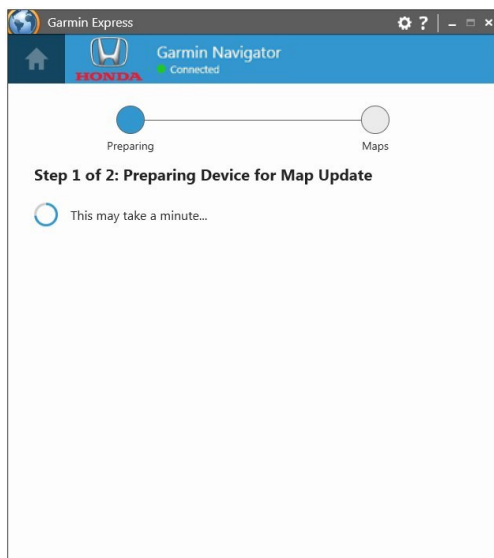 Garmin Express
?
HONDA
Garmin Navigator
Connected
Preparing
Maps
Step 1 of 2: Preparing Device for Map Update
This may take a minute...